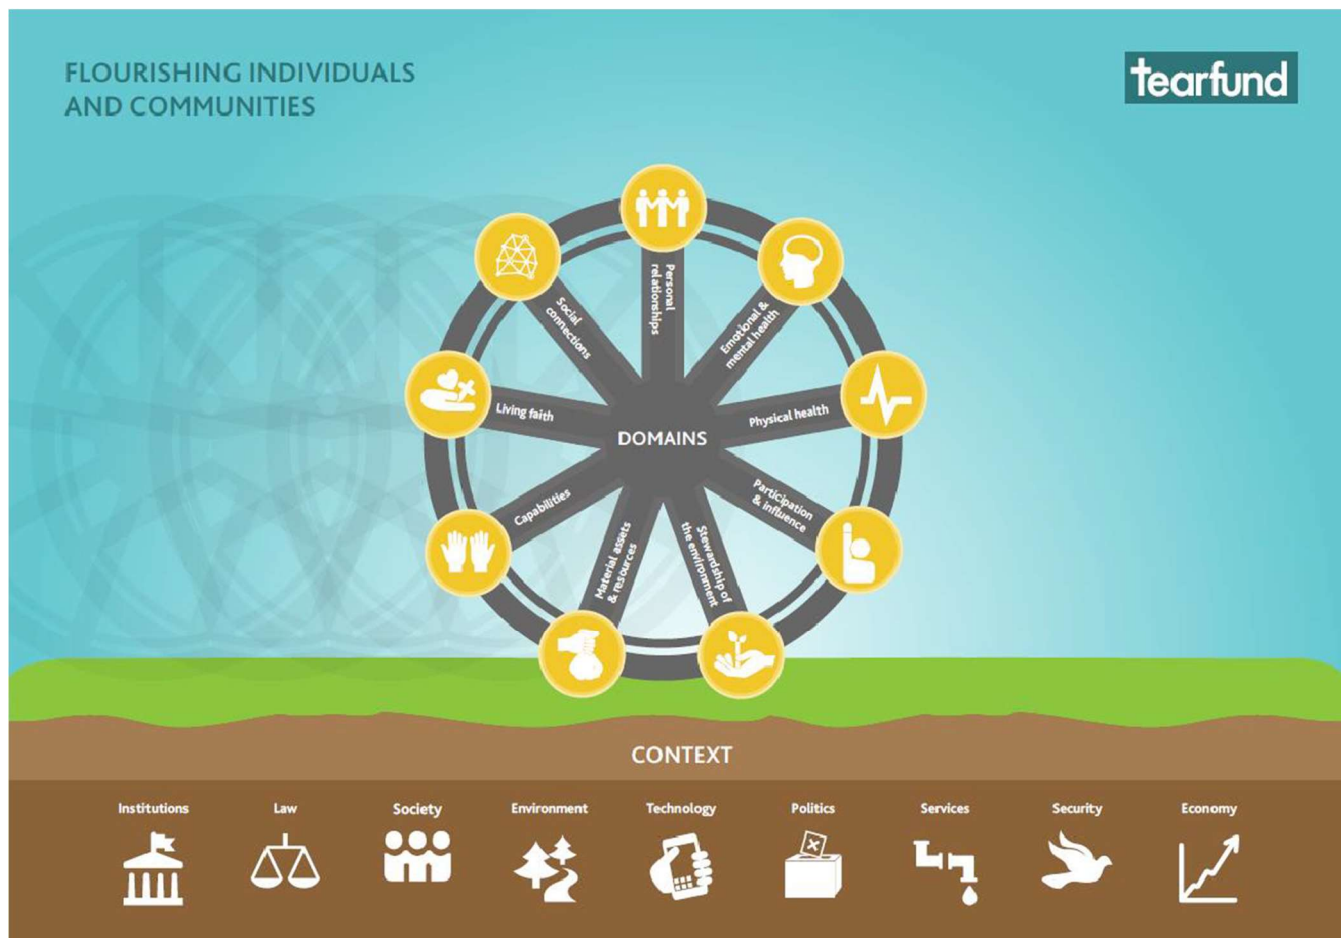 FLOURISHING INDIVIDUALS
AND COMMUNITIES
tearfund
Personal
relationships
Emotional &
mental health
Physical health
Participation
& influence
Stewardship of
the environment
Material assets
& resources
Capabilities
Living faith
Social
connections
DOMAINS
CONTEXT
Institutions
Law
Society
Environment
Technology
Politics
Services
Security
Economy